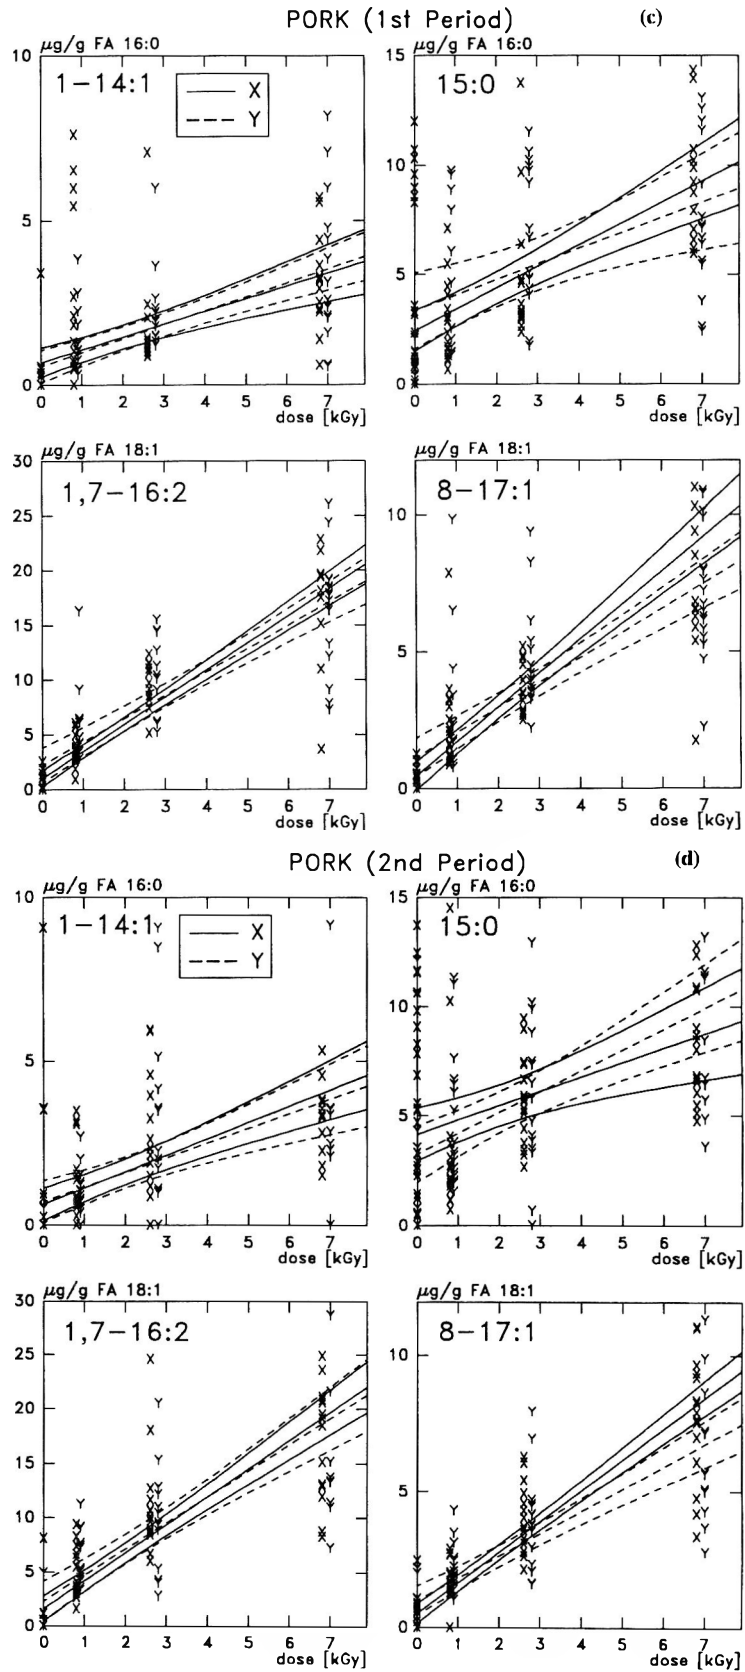 PORK (1st Period) (c)
µg/g FA 16:0
10
5
0
1-14:1
X
Y
0 1 2 3 4 5 6 7
dose [kGy]
µg/g FA 16:0
15
10
5
0
15:0
0 1 2 3 4 5 6 7
dose [kGy]
µg/g FA 18:1
30
25
20
15
10
5
0
1,7-16:2
0 1 2 3 4 5 6 7
dose [kGy]
µg/g FA 18:1
10
5
0
8-17:1
0 1 2 3 4 5 6 7
dose [kGy]
PORK (2nd Period) (d)
µg/g FA 16:0
10
5
0
1-14:1
X
Y
0 1 2 3 4 5 6 7
dose [kGy]
µg/g FA 16:0
15
10
5
0
15:0
0 1 2 3 4 5 6 7
dose [kGy]
µg/g FA 18:1
30
25
20
15
10
5
0
1,7-16:2
0 1 2 3 4 5 6 7
dose [kGy]
µg/g FA 18:1
10
5
0
8-17:1
0 1 2 3 4 5 6 7
dose [kGy]